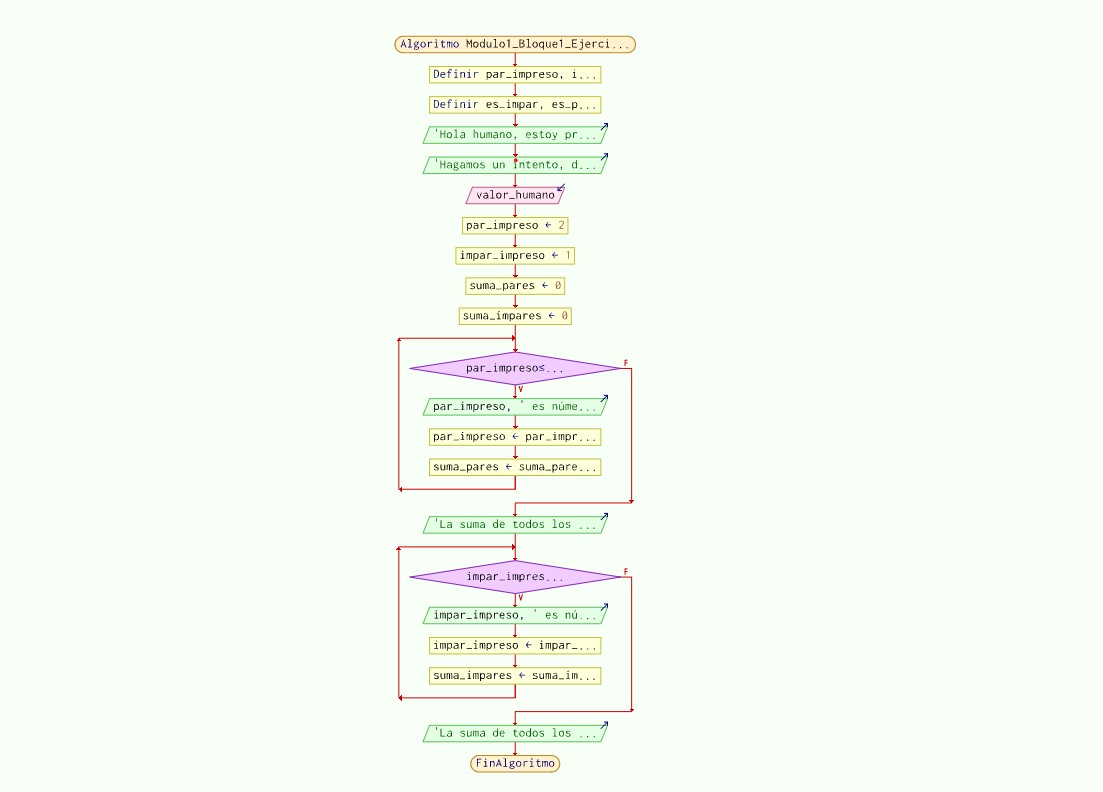 Algoritmo Modulo1_Bloque1_Ejerci...
Definir par_impreso, i...
Definir es_impar, es_p...
'Hola humano, estoy pr...
'Hagamos un intento, d...
valor_humano
par_impreso ← 2
impar_impreso ← 1
suma_pares ← 0
suma_impares ← 0
par_impreso≤...
F
V
par_impreso, ' es núme...
par_impreso ← par_impr...
suma_pares ← suma_pare...
'La suma de todos los ...
impar_impres...
F
V
impar_impreso, ' es nú...
impar_impreso ← impar_...
suma_impares ← suma_im...
'La suma de todos los ...
FinAlgoritmo